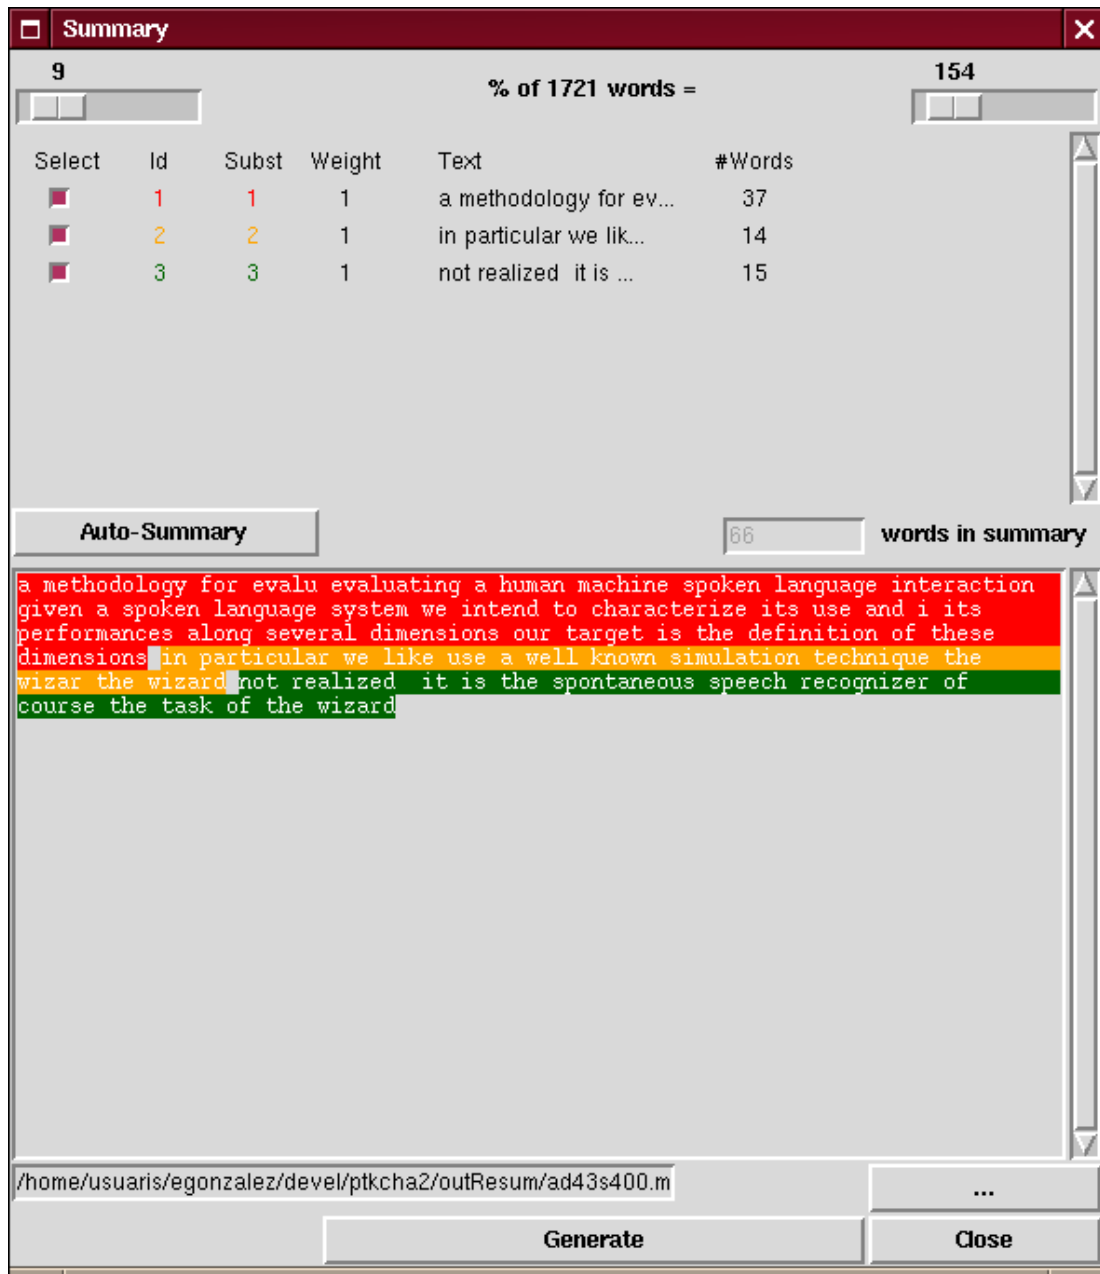 Summary
9 % of 1721 words = 154
Select Id Subst Weight Text #Words
1 1 1 a methodology for ev... 37
2 2 1 in particular we lik... 14
3 3 1 not realized  it is ... 15
Auto-Summary 66 words in summary
a methodology for evalu evaluating a human machine spoken language interaction
given a spoken language system we intend to characterize its use and i its
performances along several dimensions our target is the definition of these
dimensions in particular we like use a well known simulation technique the
wizar the wizard not realized  it is the spontaneous speech recognizer of
course the task of the wizard
/home/usuaris/egonzalez/devel/ptkcha2/outResum/ad43s400.m ...
Generate Close